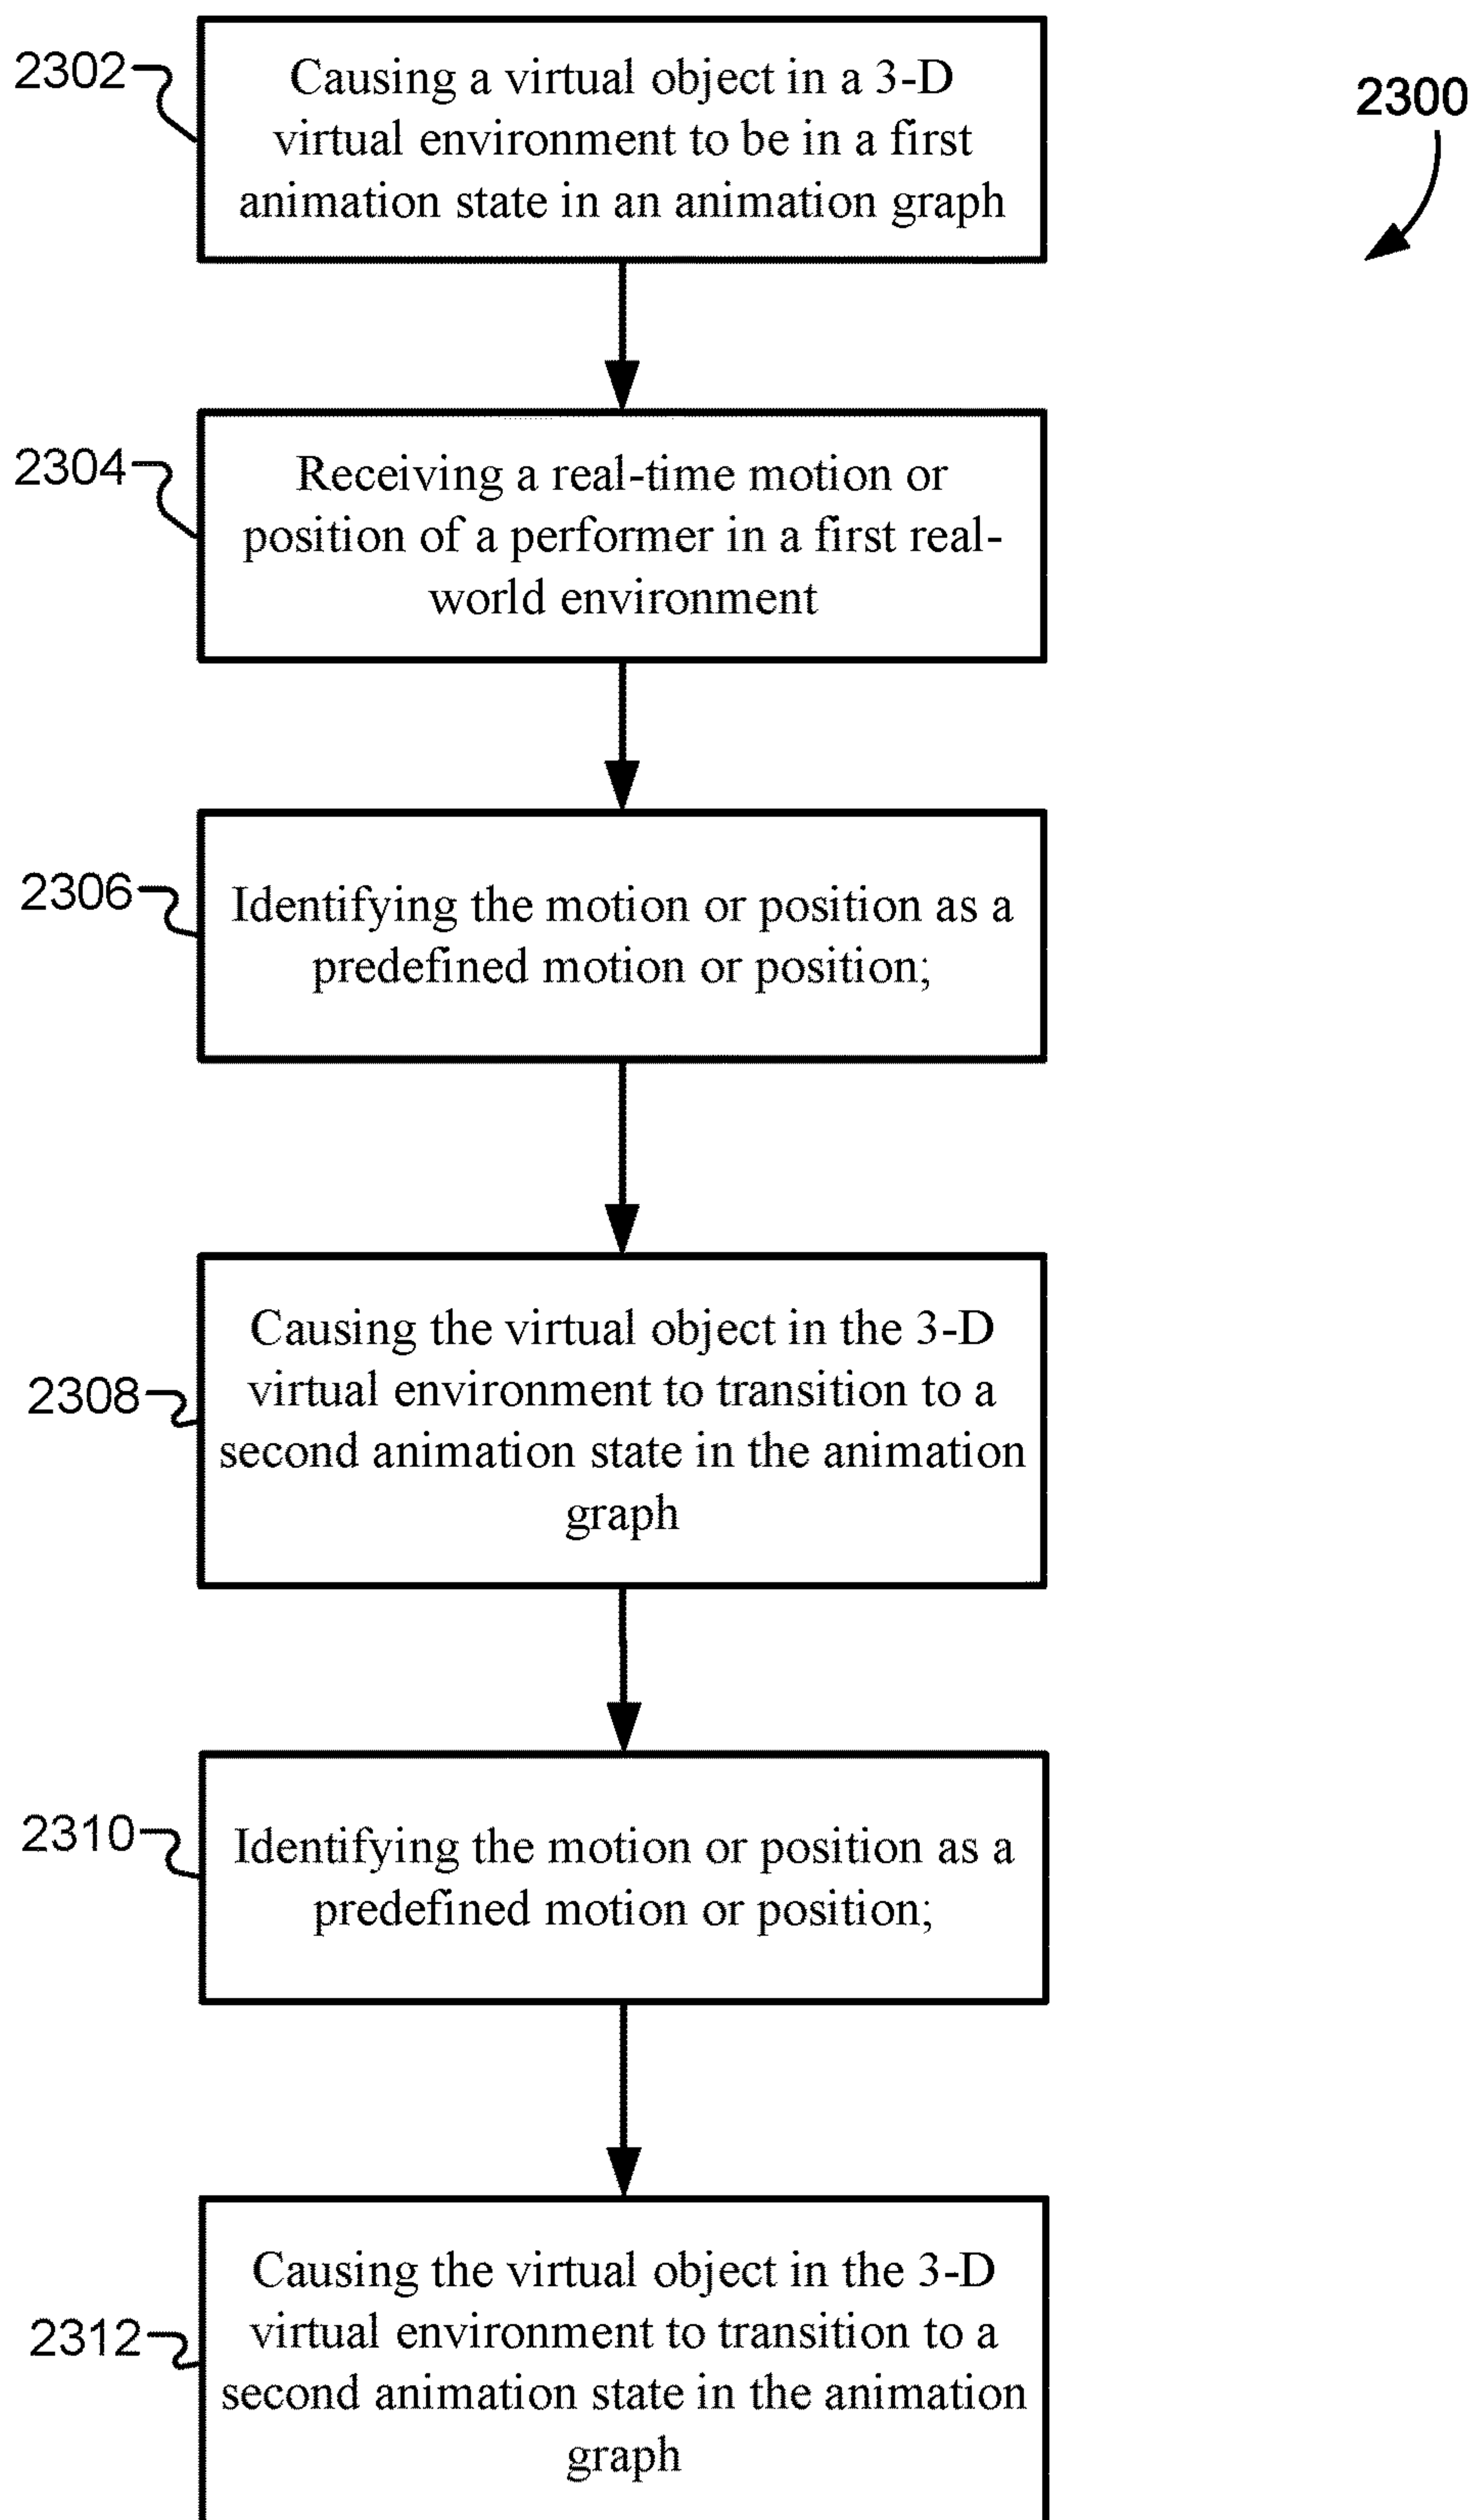 2302
Causing a virtual object in a 3-D
virtual environment to be in a first
animation state in an animation graph
2300
2304
Receiving a real-time motion or
position of a performer in a first real-
world environment
2306
Identifying the motion or position as a
predefined motion or position;
2308
Causing the virtual object in the 3-D
virtual environment to transition to a
second animation state in the animation
graph
2310
Identifying the motion or position as a
predefined motion or position;
2312
Causing the virtual object in the 3-D
virtual environment to transition to a
second animation state in the animation
graph